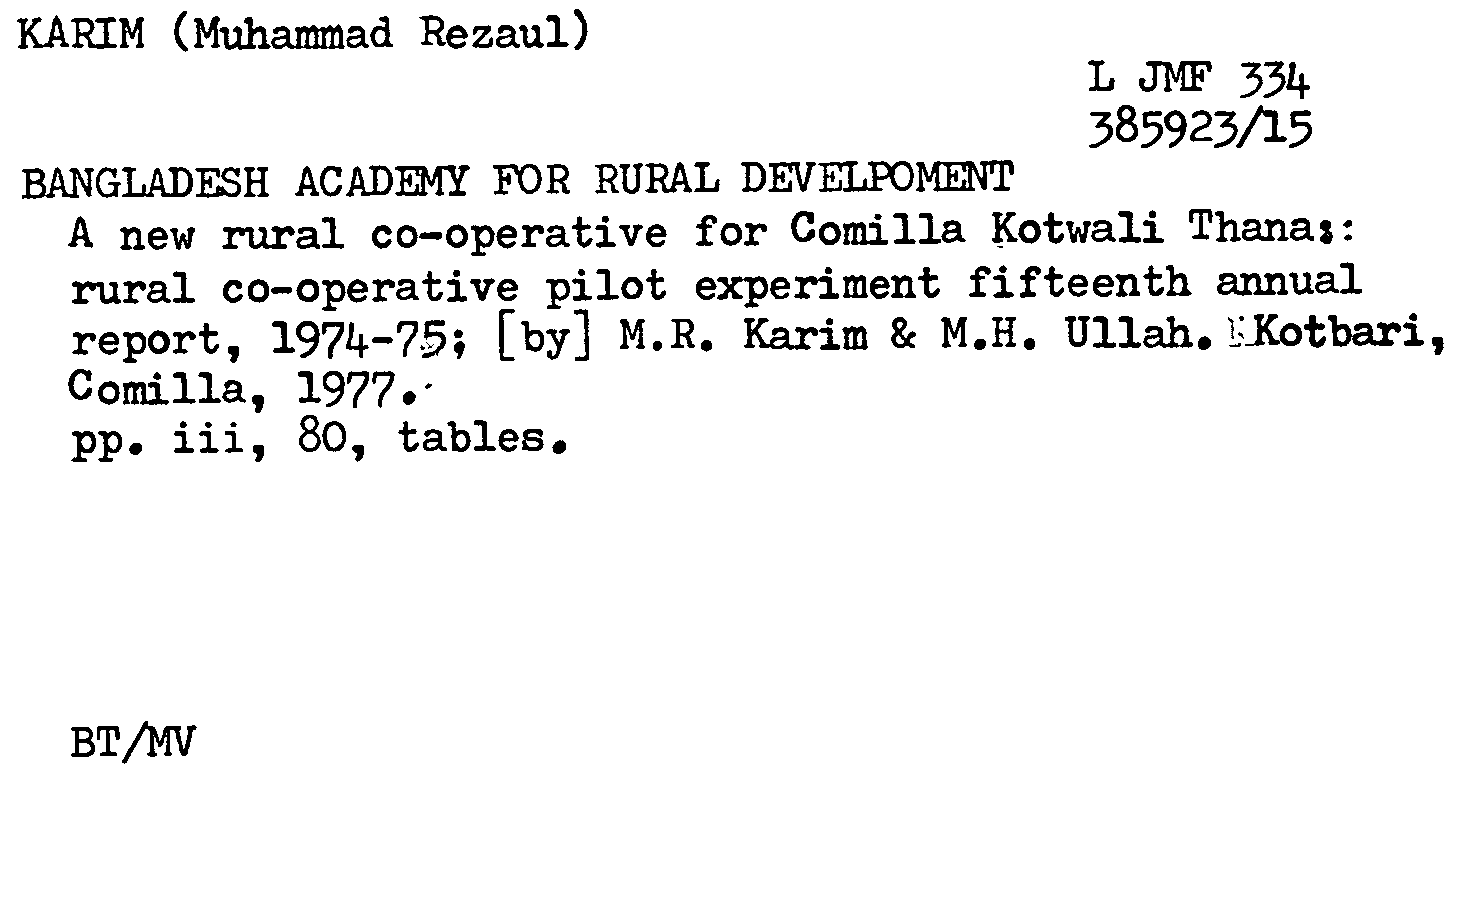 KARIM (Muhammad Rezaul)
L JMF 334
385923/15
BANGLADESH ACADEMY FOR RURAL DEVELPOMENT
A new rural co-operative for Comilla Kotwali Thana::
rural co-operative pilot experiment fifteenth annual
report, 1974-75; [by] M.R. Karim & M.H. Ullah. Kotbari,
Comilla, 1977.
pp. iii, 80, tables.
BT/MV